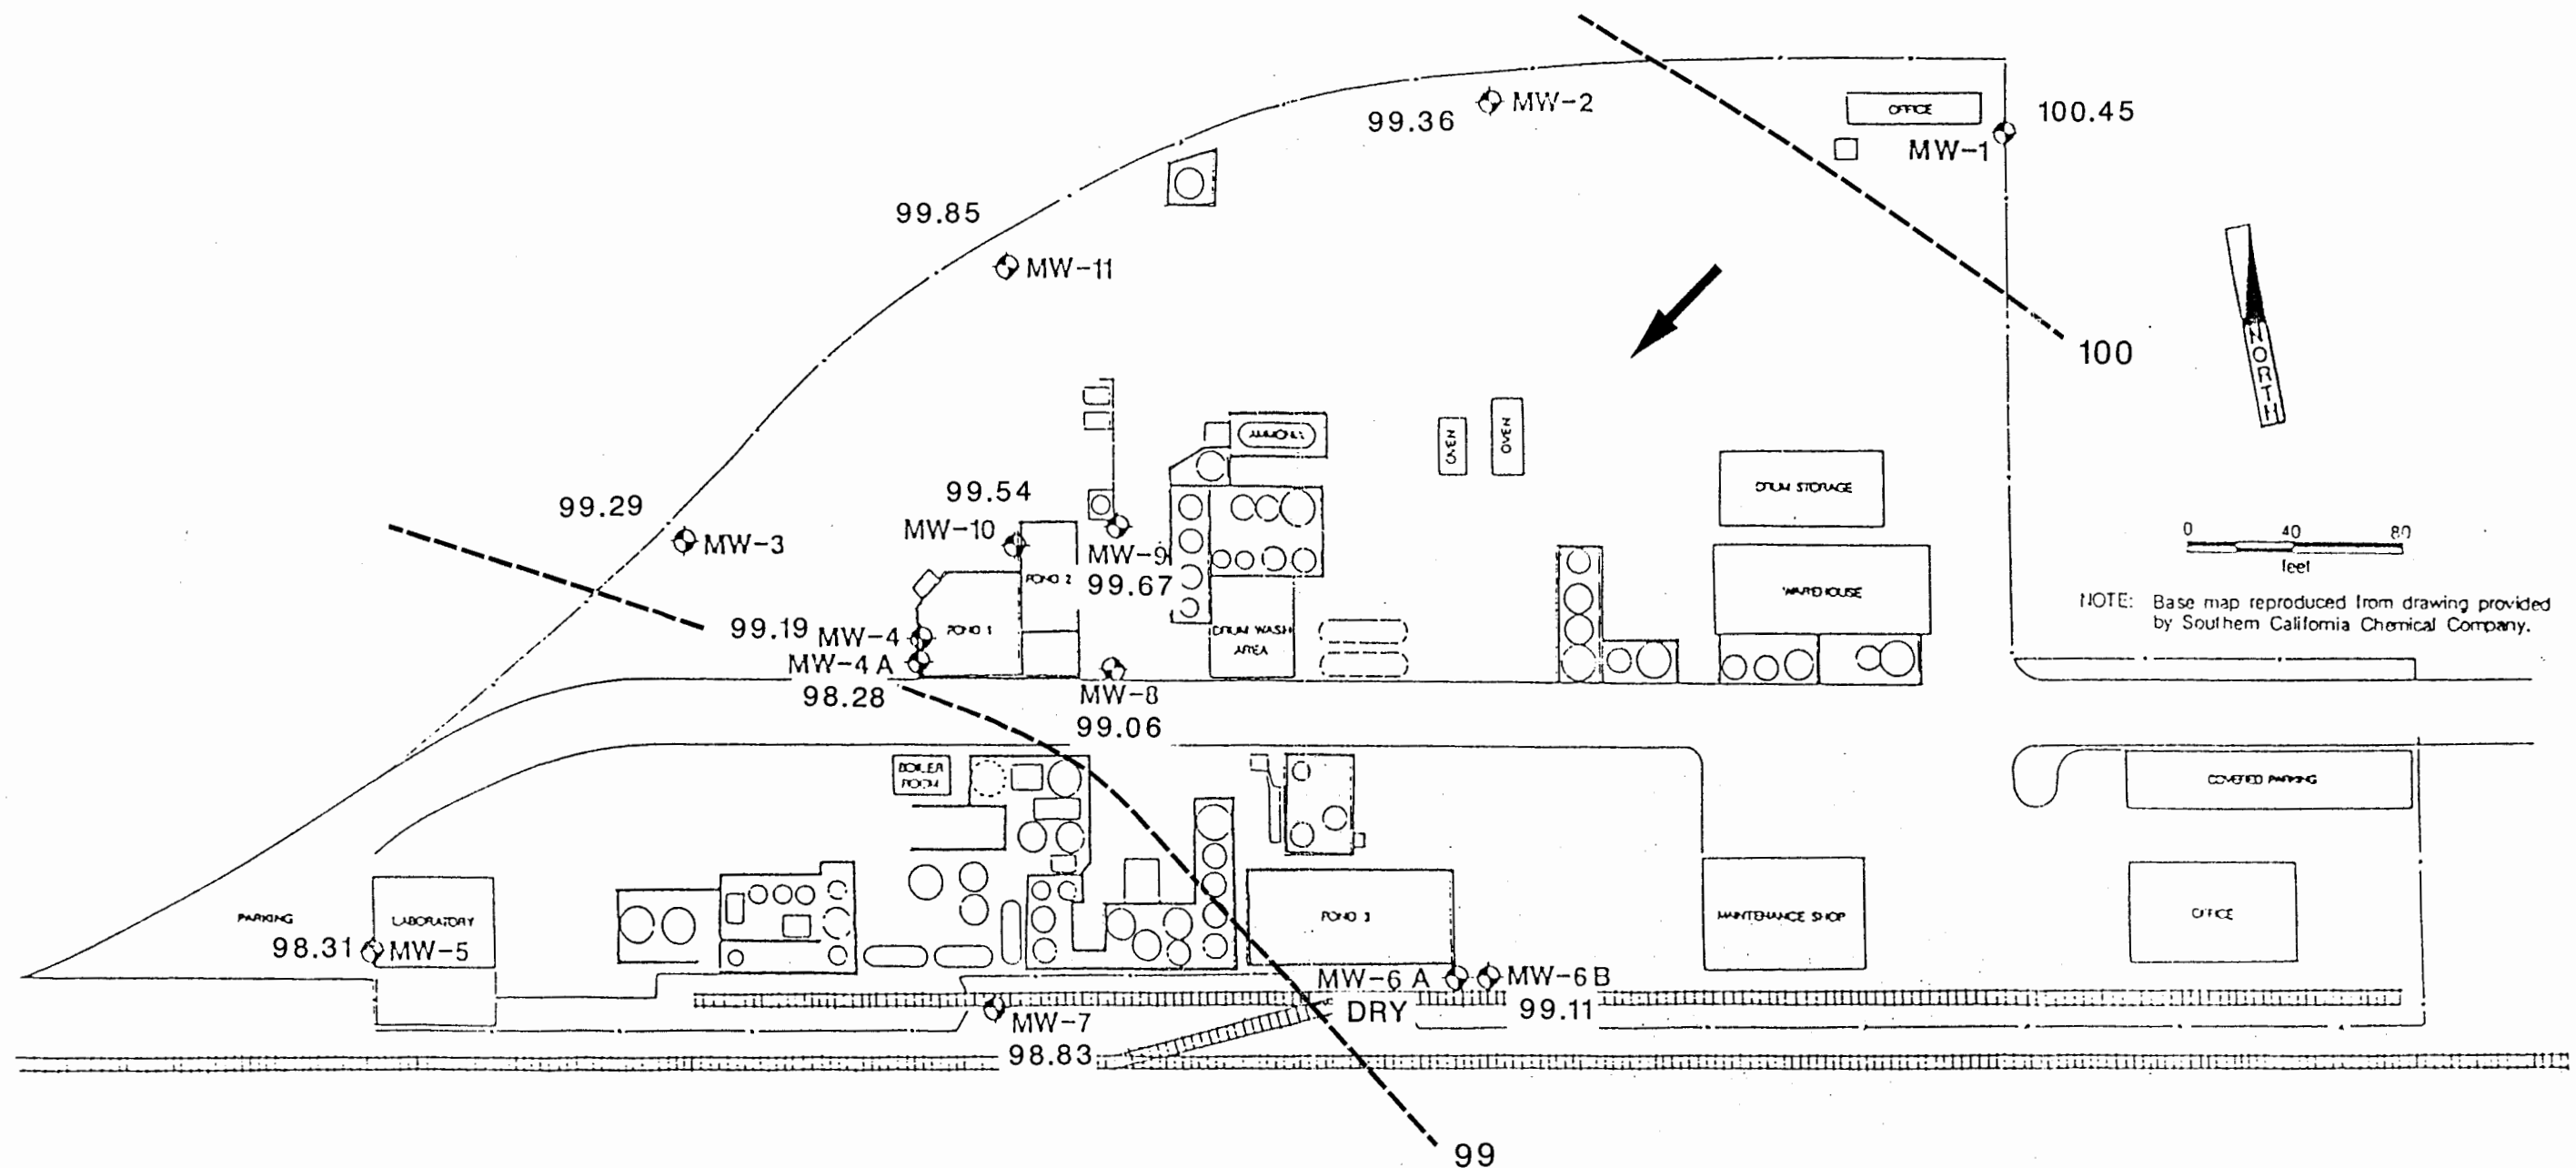 MW-2
99.36
OFFICE
100.45
MW-1
99.85
MW-11
100
NORTH
99.29
MW-3
99.54
MW-10
MW-9
99.67
OVEN
OVEN
DRUM STORAGE
WAREHOUSE
0 40 80
feet
NOTE: Base map reproduced from drawing provided
by Southern California Chemical Company.
POND 2
POND 1
DRUM WASH
AREA
99.19 MW-4
MW-4A
98.28
MW-8
99.06
BOILER
ROOM
COVERED PARKING
PARKING
LABORATORY
98.31 MW-5
POND 3
MAINTENANCE SHOP
OFFICE
MW-6A
MW-6B
DRY
99.11
MW-7
98.83
99